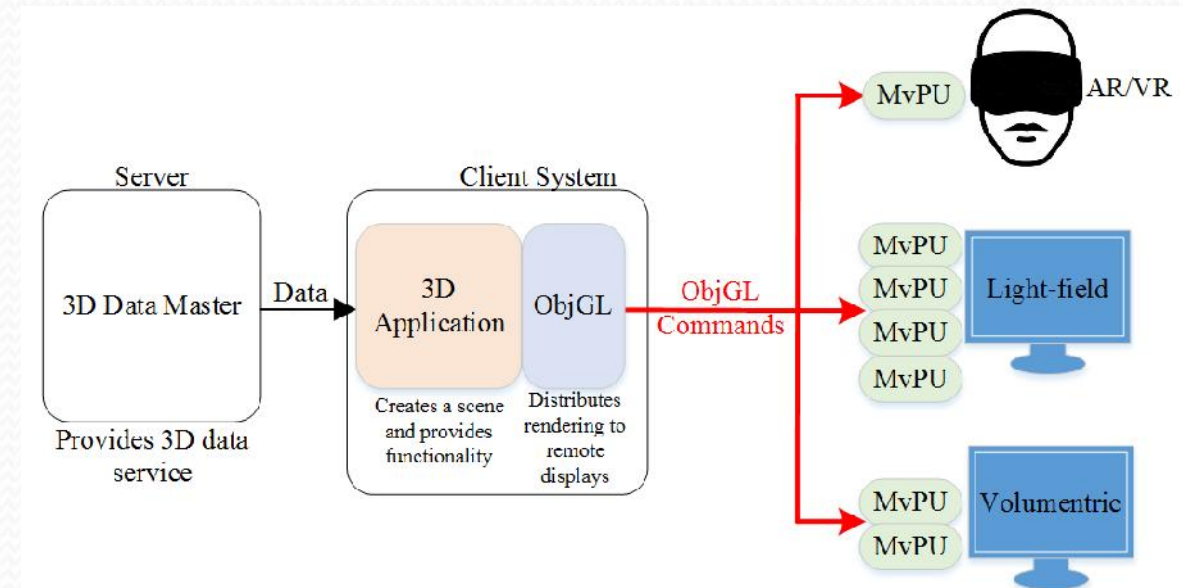 Server
3D Data Master
Provides 3D data
service
Data
Client System
3D
Application
ObjGL
Creates a scene
and provides
functionality
Distributes
rendering to
remote
displays
ObjGL
Commands
MvPU
AR/VR
MvPU
MvPU
MvPU
MvPU
Light-field
MvPU
MvPU
Volumentric